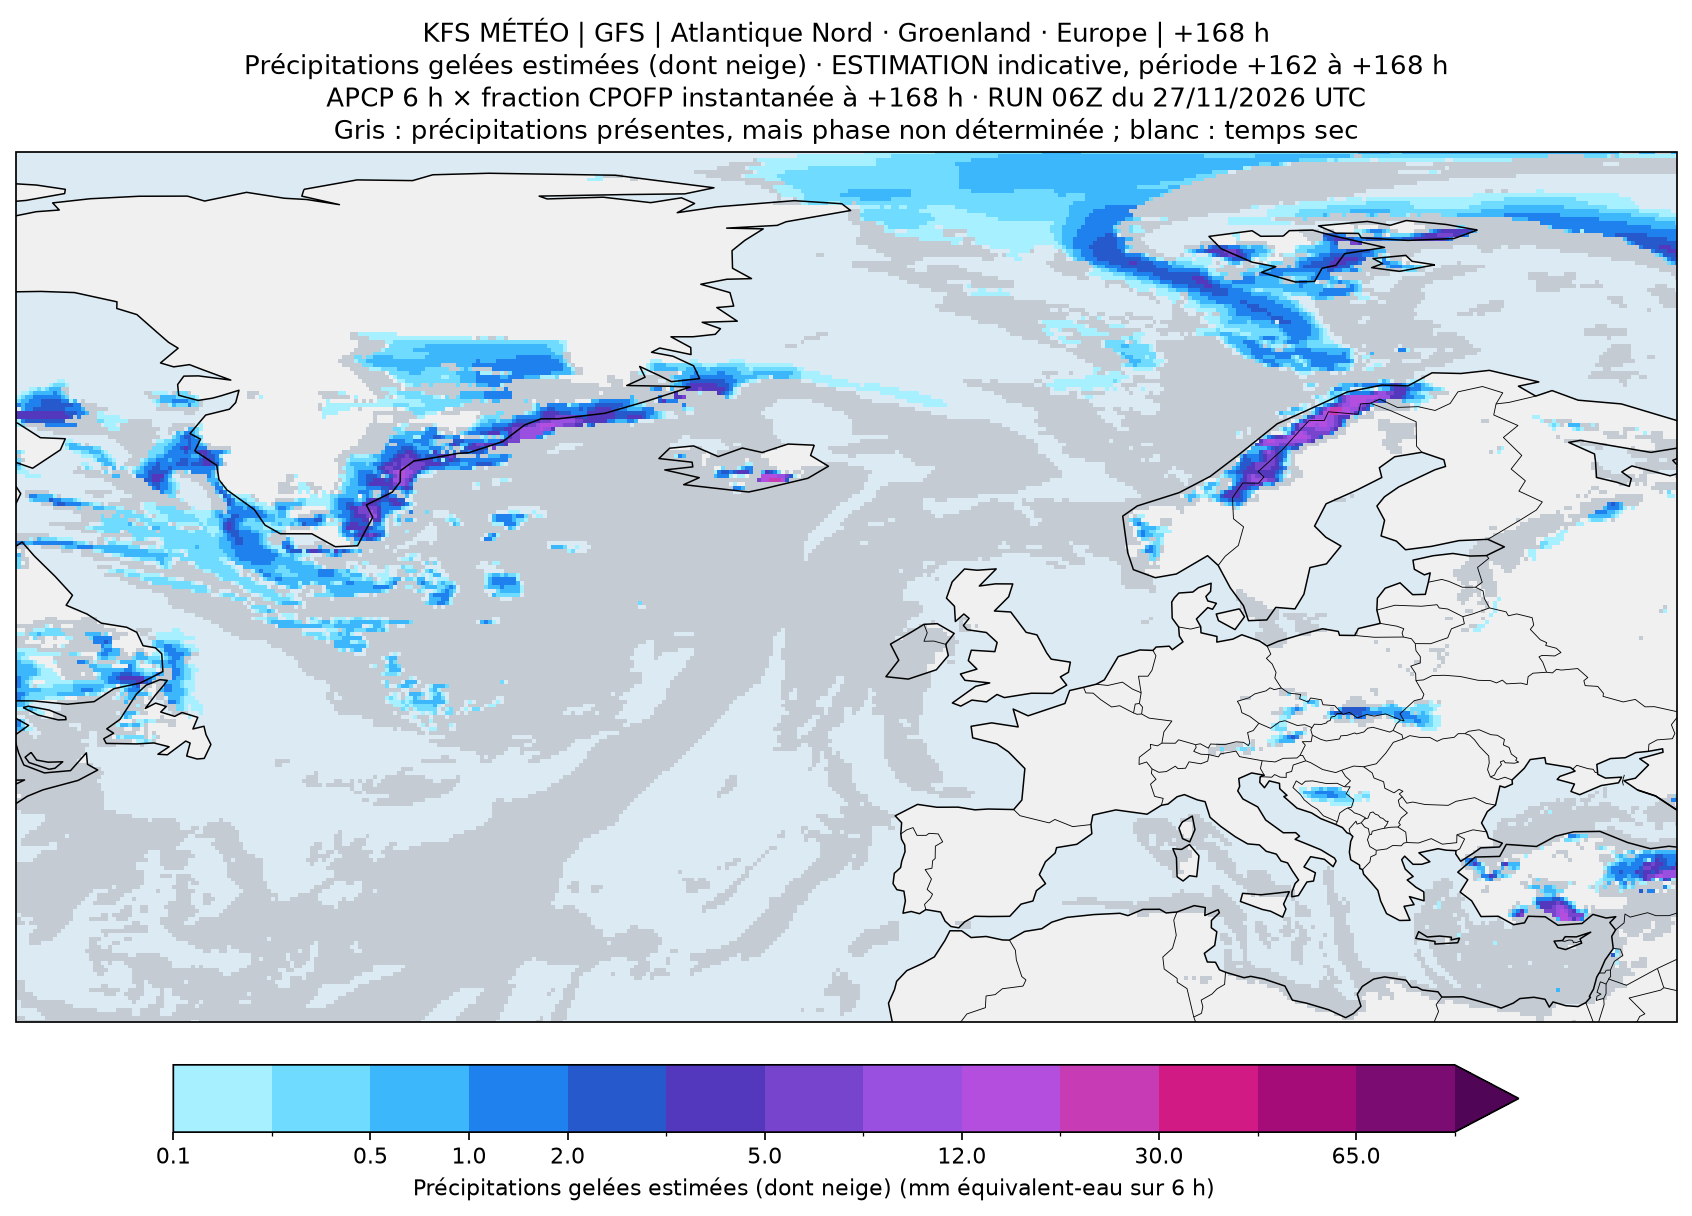 KFS MÉTÉO | GFS | Atlantique Nord · Groenland · Europe | +168 h
Précipitations gelées estimées (dont neige) · ESTIMATION indicative, période +162 à +168 h
APCP 6 h × fraction CPOFP instantanée à +168 h · RUN 06Z du 27/11/2026 UTC
Gris : précipitations présentes, mais phase non déterminée ; blanc : temps sec
0.1 0.5 1.0 2.0 5.0 12.0 30.0 65.0
Précipitations gelées estimées (dont neige) (mm équivalent-eau sur 6 h)